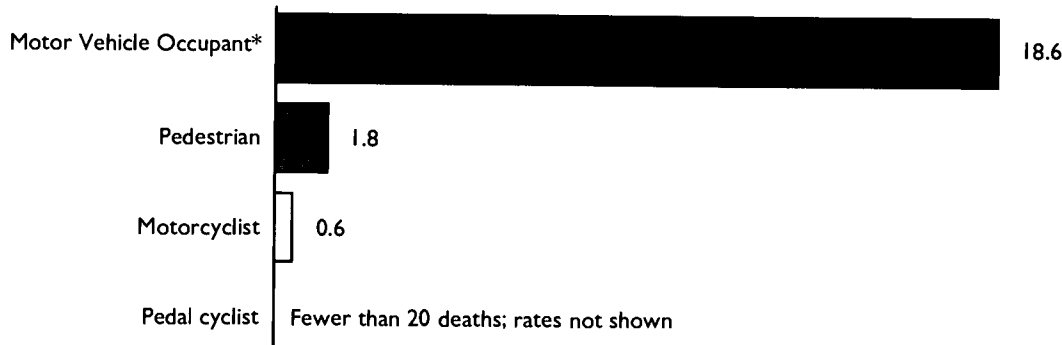 Motor Vehicle Occupant* 18.6
Pedestrian 1.8
Motorcyclist 0.6
Pedal cyclist Fewer than 20 deaths; rates not shown